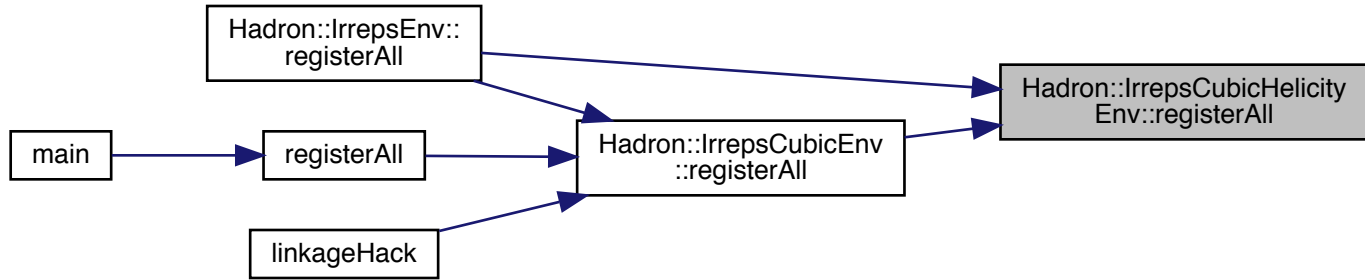 Hadron::IrrepsEnv::
registerAll
Hadron::IrrepsCubicHelicity
Env::registerAll
main
registerAll
Hadron::IrrepsCubicEnv
::registerAll
linkageHack